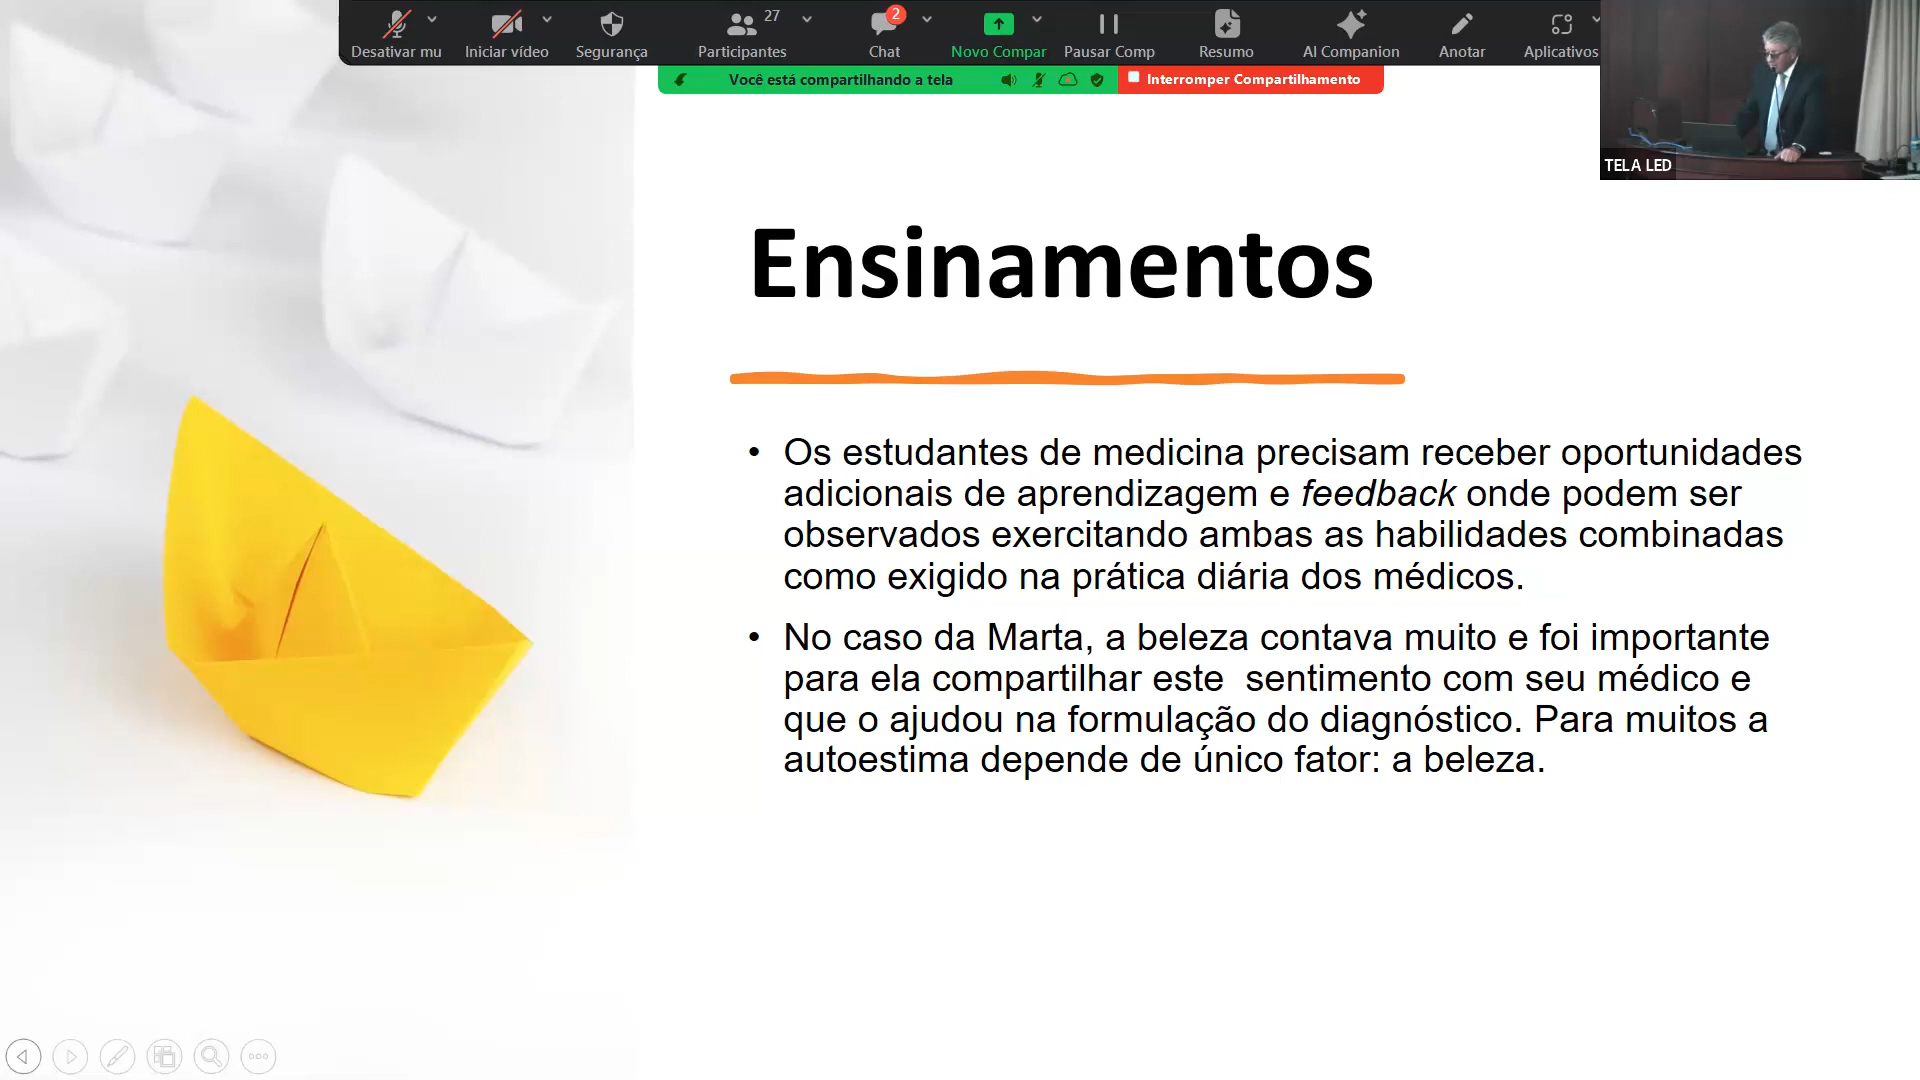 Desativar mu
Iniciar vídeo
Segurança
27
Participantes
2
Chat
Novo Compar
Pausar Comp
Resumo
AI Companion
Anotar
Aplicativos
Você está compartilhando a tela
Interromper Compartilhamento
TELA LED
Ensinamentos
• Os estudantes de medicina precisam receber oportunidades
adicionais de aprendizagem e feedback onde podem ser
observados exercitando ambas as habilidades combinadas
como exigido na prática diária dos médicos.
• No caso da Marta, a beleza contava muito e foi importante
para ela compartilhar este  sentimento com seu médico e
que o ajudou na formulação do diagnóstico. Para muitos a
autoestima depende de único fator: a beleza.